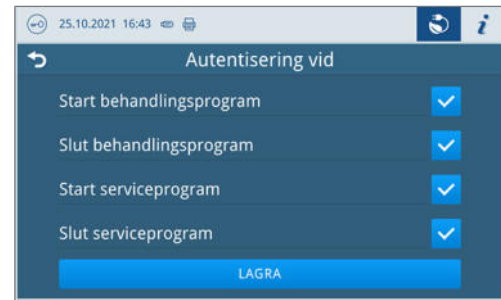 25.10.2021 16:43
i
Autentisering vid
Start behandlingsprogram
Slut behandlingsprogram
Start serviceprogram
Slut serviceprogram
LAGRA